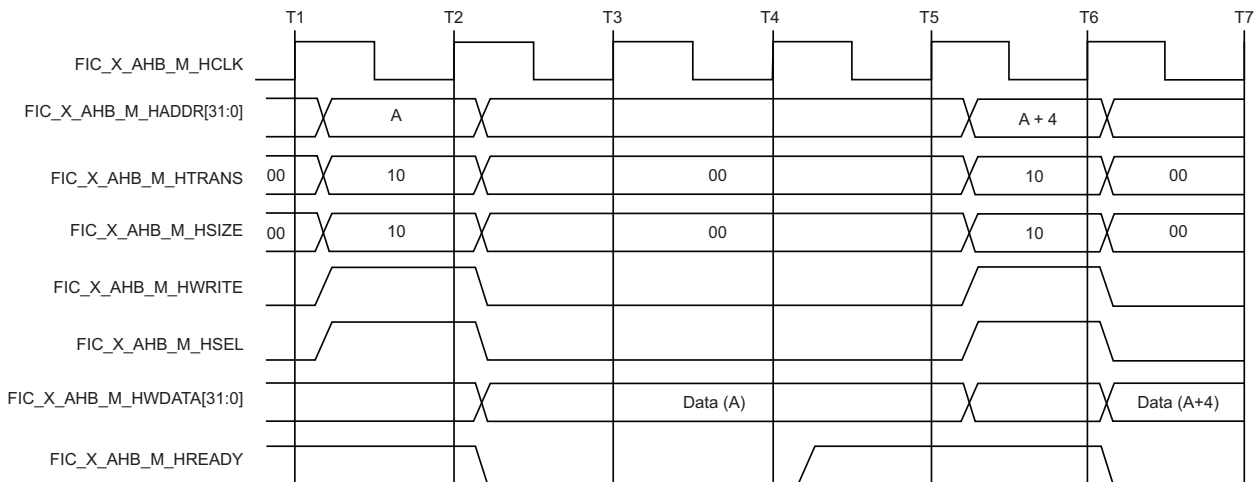 T1 T2 T3 T4 T5 T6 T7
FIC_X_AHB_M_HCLK
FIC_X_AHB_M_HADDR[31:0] A A + 4
FIC_X_AHB_M_HTRANS 00 10 00 10 00
FIC_X_AHB_M_HSIZE 00 10 00 10 00
FIC_X_AHB_M_HWRITE
FIC_X_AHB_M_HSEL
FIC_X_AHB_M_HWDATA[31:0] Data (A) Data (A+4)
FIC_X_AHB_M_HREADY